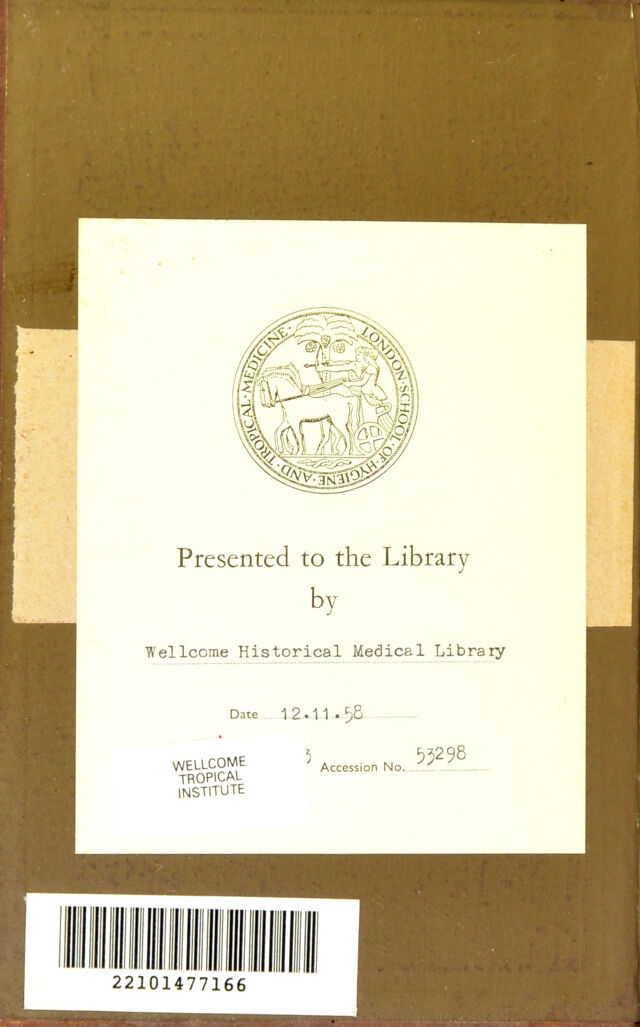 LONDON·SCHOOL·OF·HYGIENE·AND·TROPICAL·MEDICINE·
Presented to the Library
by
Wellcome Historical Medical Library
Date 12.11.58
3
Accession No. 53298
WELLCOME
TROPICAL
INSTITUTE
22101477166